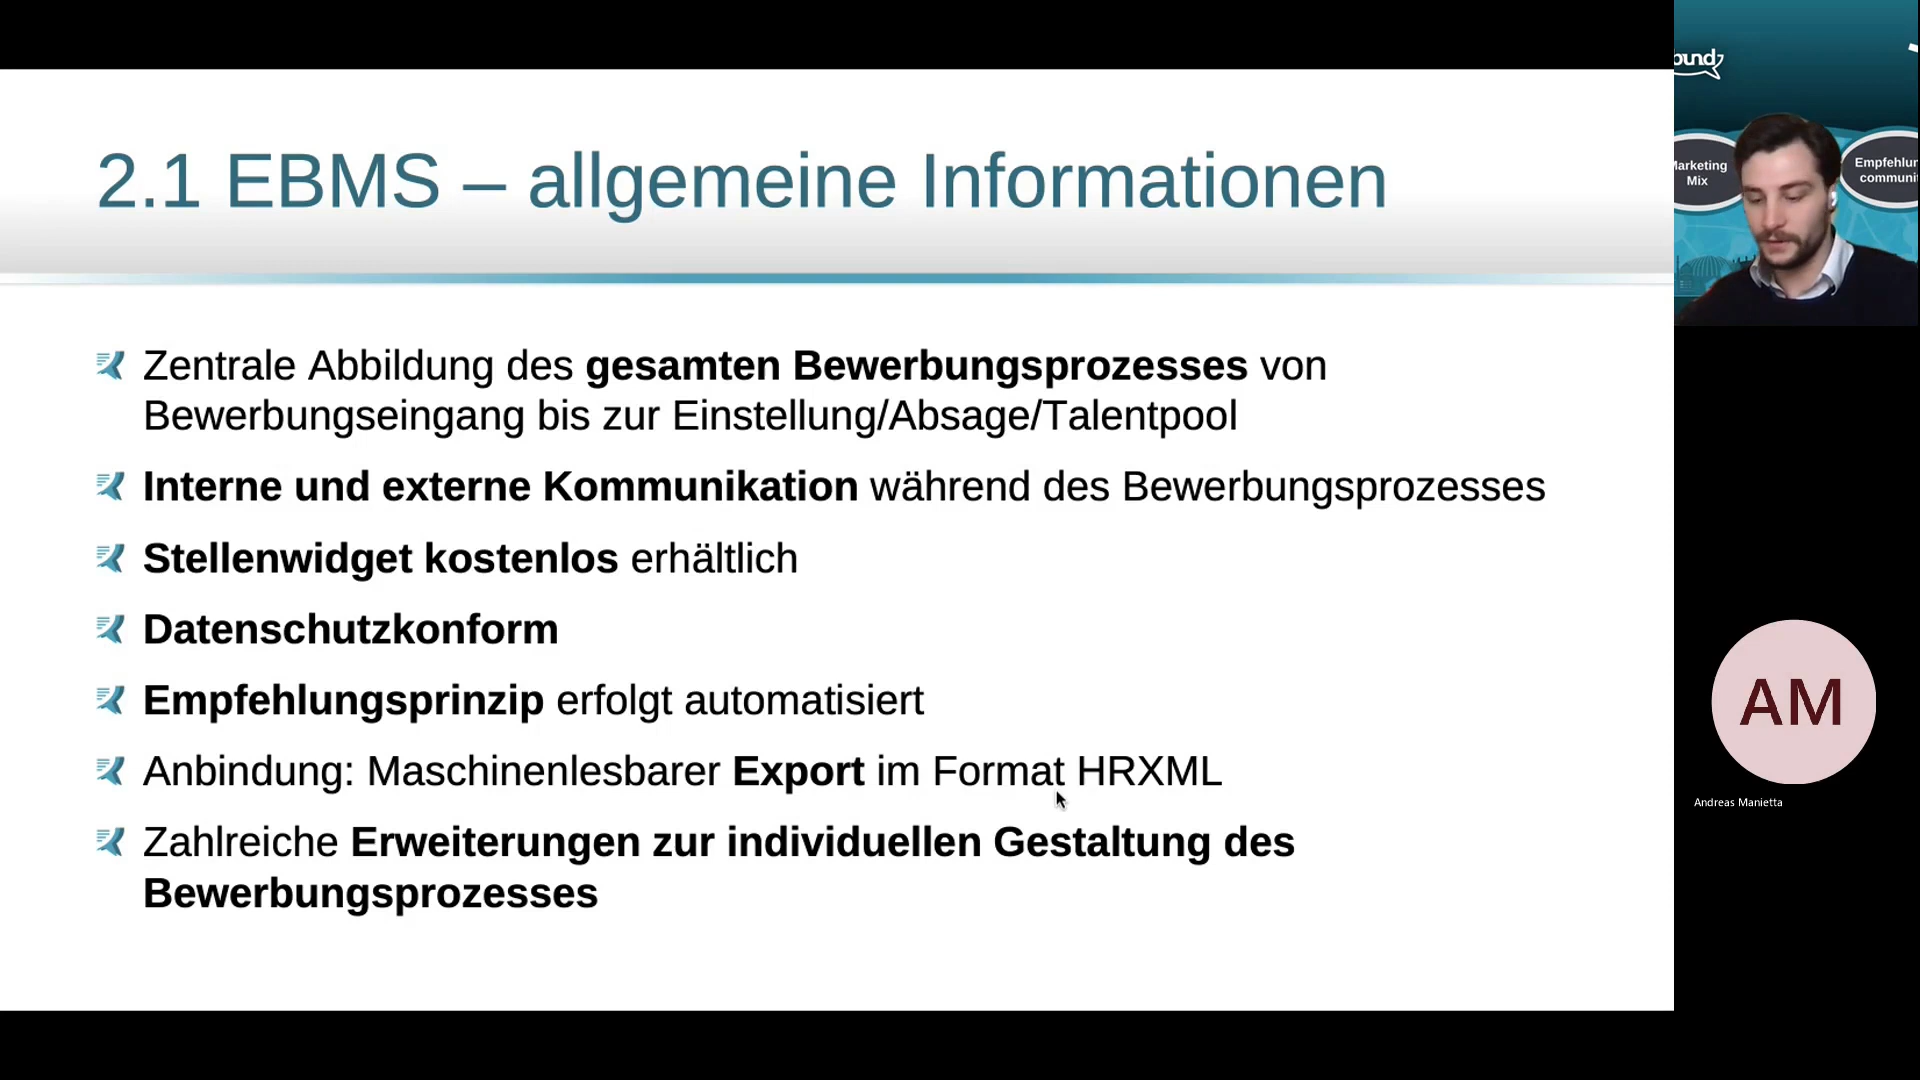 2.1 EBMS – allgemeine Informationen
Zentrale Abbildung des gesamten Bewerbungsprozesses von
Bewerbungseingang bis zur Einstellung/Absage/Talentpool
Interne und externe Kommunikation während des Bewerbungsprozesses
Stellenwidget kostenlos erhältlich
Datenschutzkonform
Empfehlungsprinzip erfolgt automatisiert
Anbindung: Maschinenlesbarer Export im Format HRXML
Zahlreiche Erweiterungen zur individuellen Gestaltung des
Bewerbungsprozesses
Mix
AM
Andreas Manietta